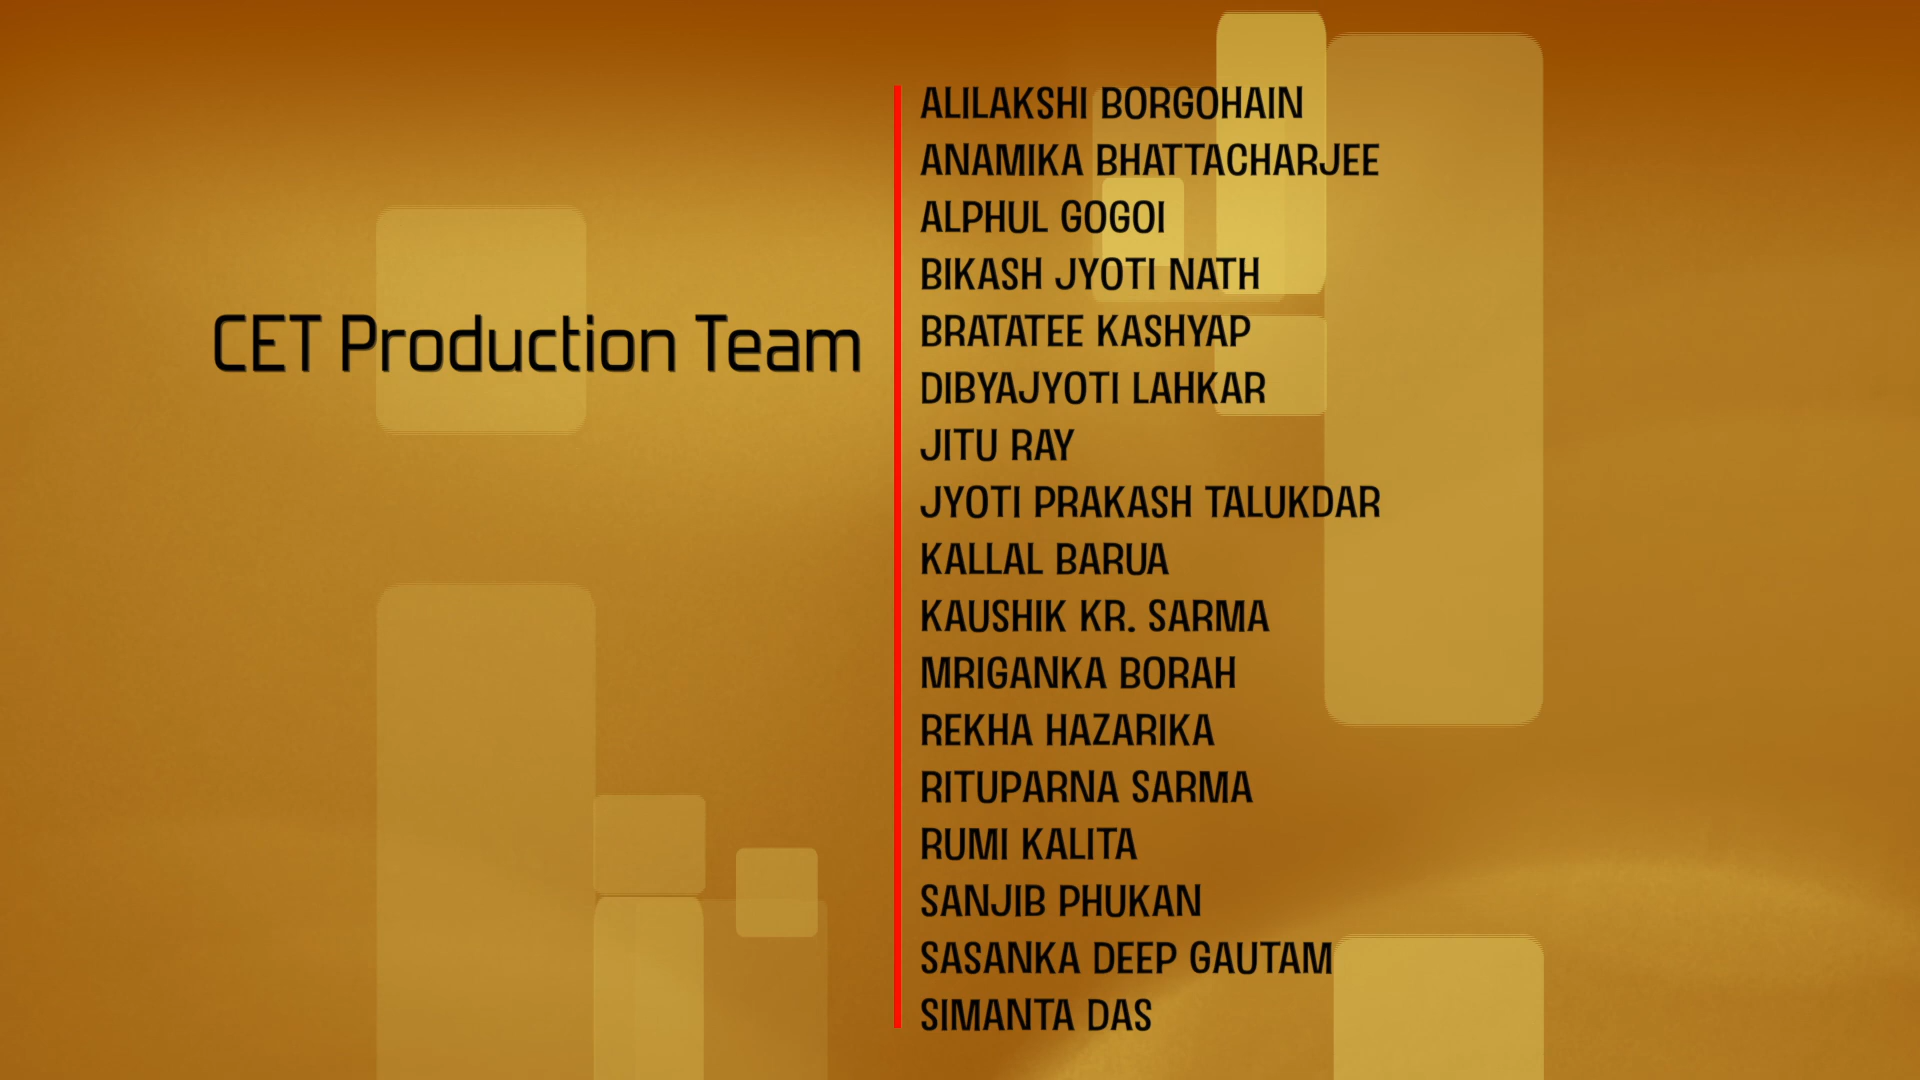 CET Production Team
ALILAKSHI BORGOHAIN
ANAMIKA BHATTACHARJEE
ALPHUL GOGOI
BIKASH JYOTI NATH
BRATATEE KASHYAP
DIBYAJYOTI LAHKAR
JITU RAY
JYOTI PRAKASH TALUKDAR
KALLAL BARUA
KAUSHIK KR. SARMA
MRIGANKA BORAH
REKHA HAZARIKA
RITUPARNA SARMA
RUMI KALITA
SANJIB PHUKAN
SASANKA DEEP GAUTAM
SIMANTA DAS